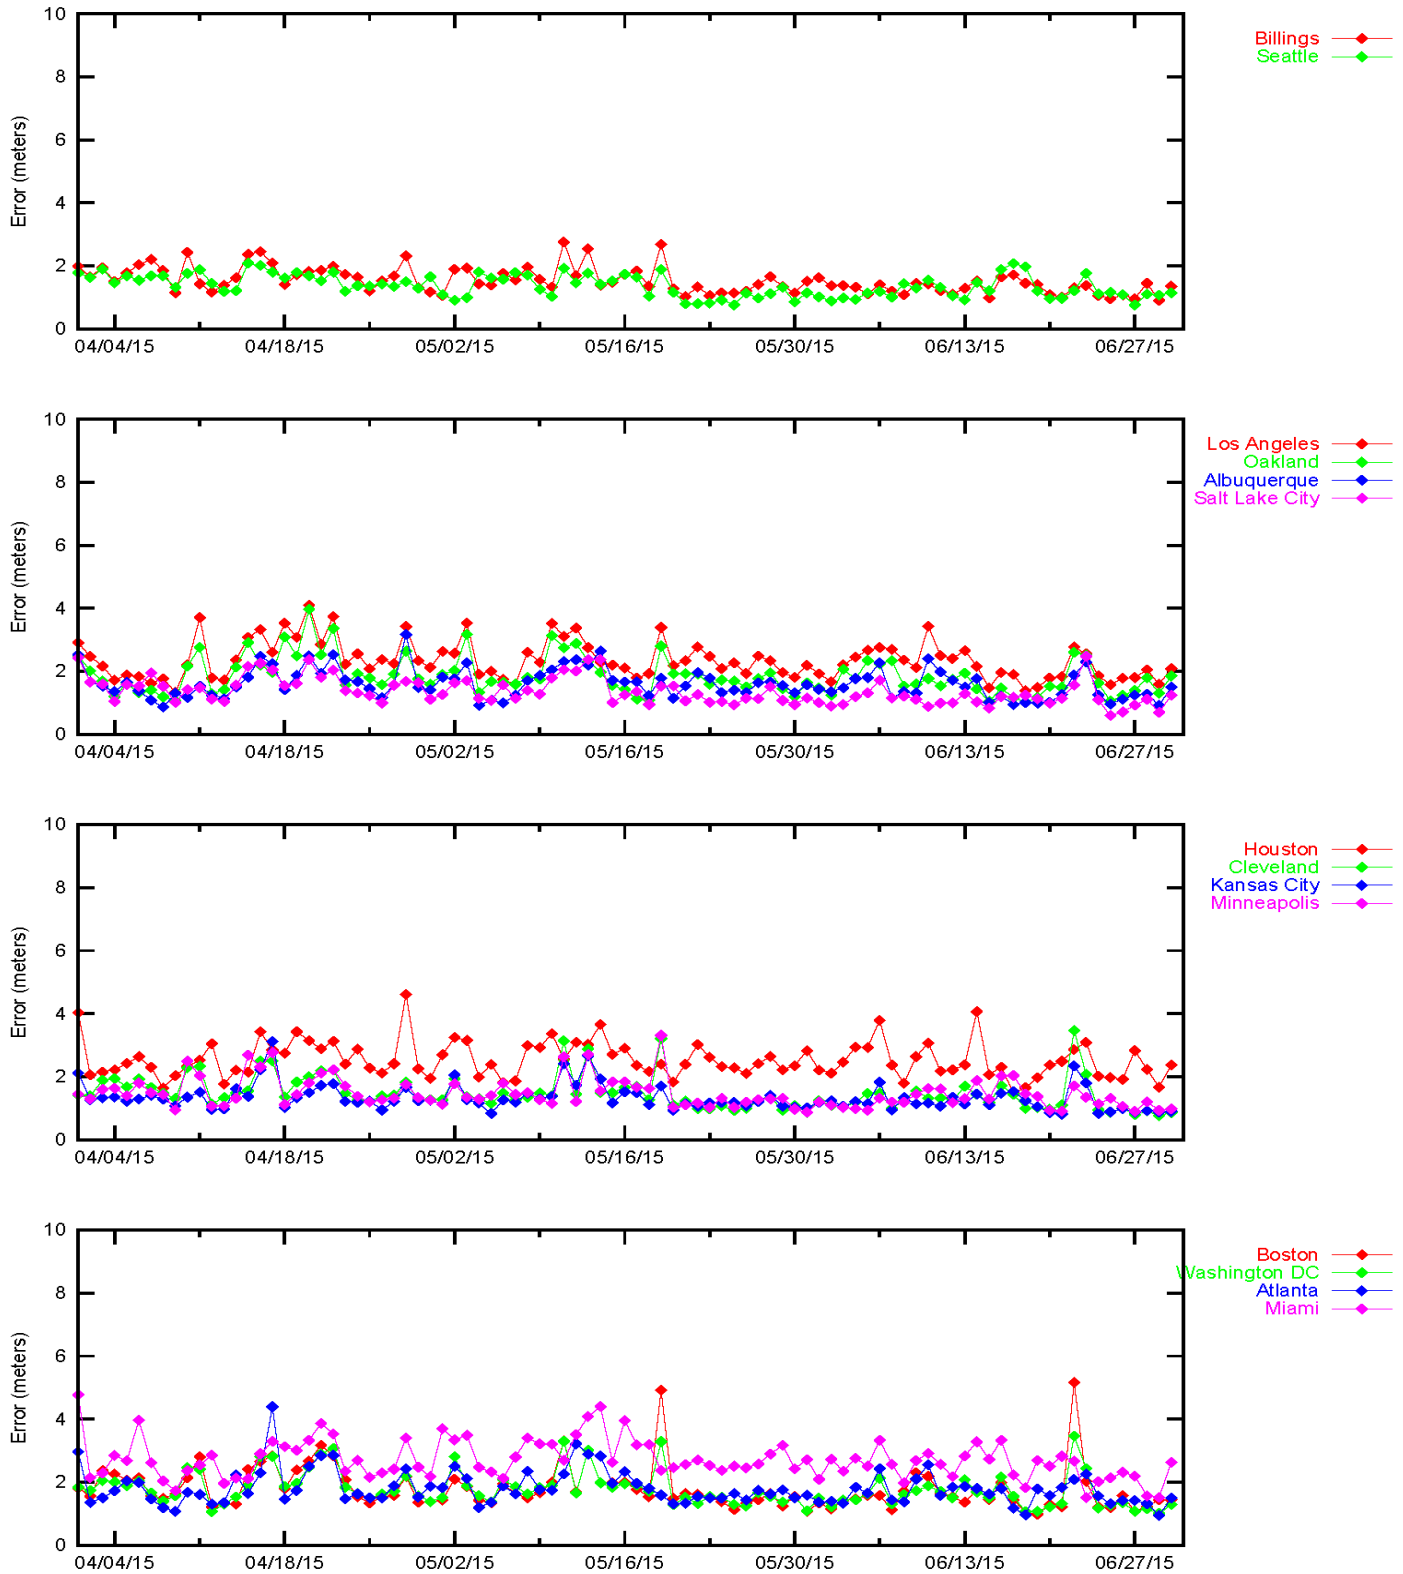 10
8
6
4
2
0
Error (meters)
04/04/15 04/18/15 05/02/15 05/16/15 05/30/15 06/13/15 06/27/15
Billings
Seattle
10
8
6
4
2
0
Error (meters)
04/04/15 04/18/15 05/02/15 05/16/15 05/30/15 06/13/15 06/27/15
Los Angeles
Oakland
Albuquerque
Salt Lake City
10
8
6
4
2
0
Error (meters)
04/04/15 04/18/15 05/02/15 05/16/15 05/30/15 06/13/15 06/27/15
Houston
Cleveland
Kansas City
Minneapolis
10
8
6
4
2
0
Error (meters)
04/04/15 04/18/15 05/02/15 05/16/15 05/30/15 06/13/15 06/27/15
Boston
Washington DC
Atlanta
Miami